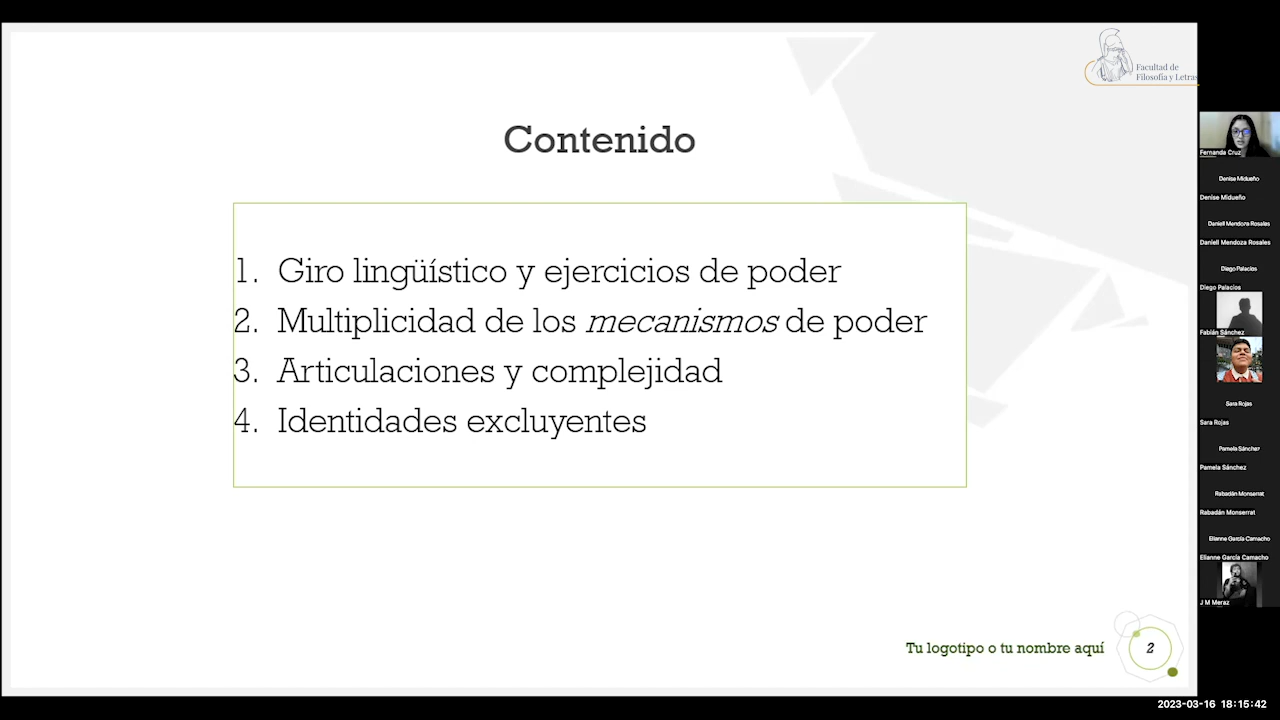 Facultad de
Filosofía y Letras
Contenido
1. Giro lingüístico y ejercicios de poder
2. Multiplicidad de los mecanismos de poder
3. Articulaciones y complejidad
4. Identidades excluyentes
Tu logotipo o tu nombre aquí
2
Fernanda Cruz
Denise Midueño
Denise Midueño
Daniell Mendoza Rosales
Daniell Mendoza Rosales
Diego Palacios
Diego Palacios
Fabián Sánchez
Sara Rojas
Sara Rojas
Pamela Sánchez
Pamela Sánchez
Rabadán Monserrat
Rabadán Monserrat
Elianne García Camacho
Elianne García Camacho
J M Meraz
2023-03-16 18:15:42